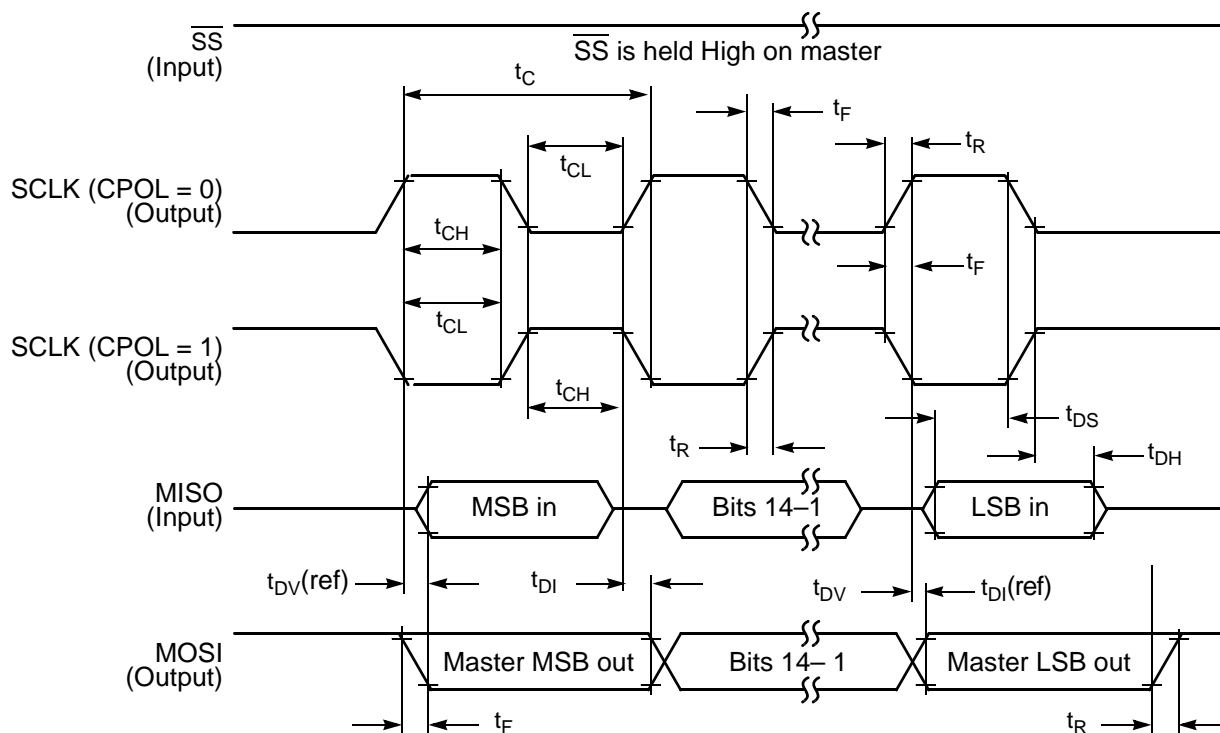 SS
(Input)
SS is held High on master
tC
tF
tR
tCL
SCLK (CPOL = 0)
(Output)
tCH
tF
tCL
SCLK (CPOL = 1)
(Output)
tCH
tDS
tR
tDH
MISO
(Input)
MSB in
Bits 14–1
LSB in
tDV(ref)
tDI
tDV
tDI(ref)
MOSI
(Output)
Master MSB out
Bits 14– 1
Master LSB out
tF
tR